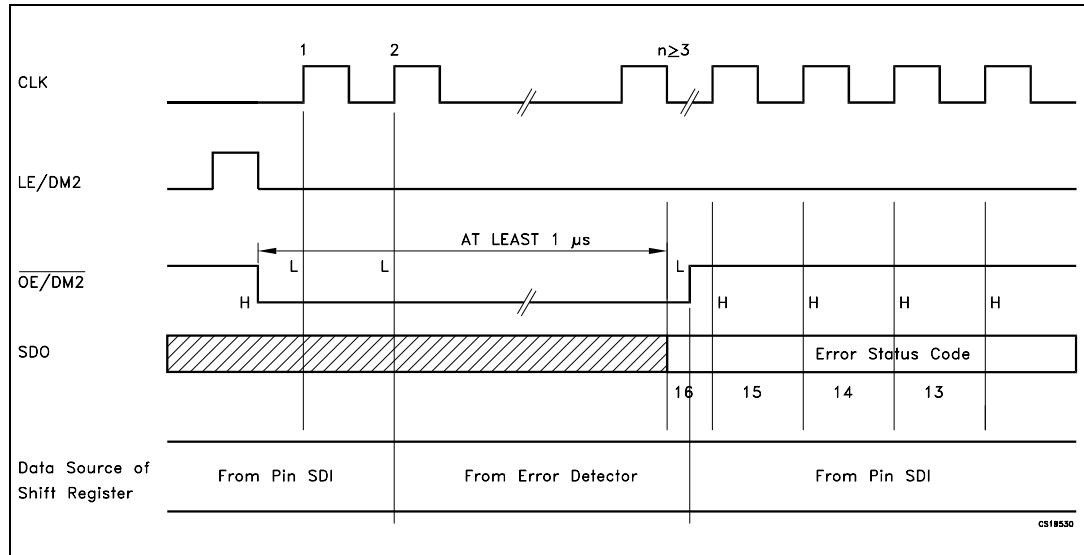 1 2 n≥3
CLK
LE/DM2
AT LEAST 1 µs
L L L
OE/DM2
H H H H H
SDO
Error Status Code
16 15 14 13
Data Source of
Shift Register
From Pin SDI From Error Detector From Pin SDI
CS18530